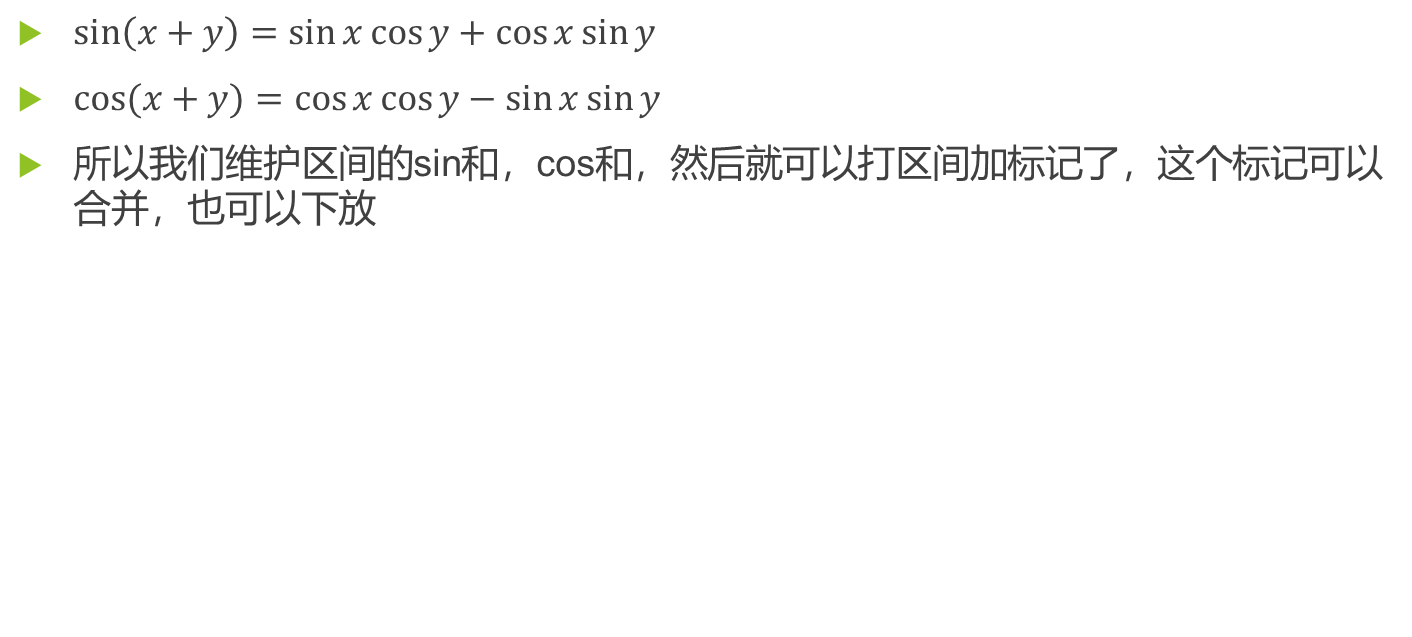 sin(x + y) = sin x cos y + cos x sin y
cos(x + y) = cos x cos y − sin x sin y
所以我们维护区间的sin和，cos和，然后就可以打区间加标记了，这个标记可以
合并，也可以下放